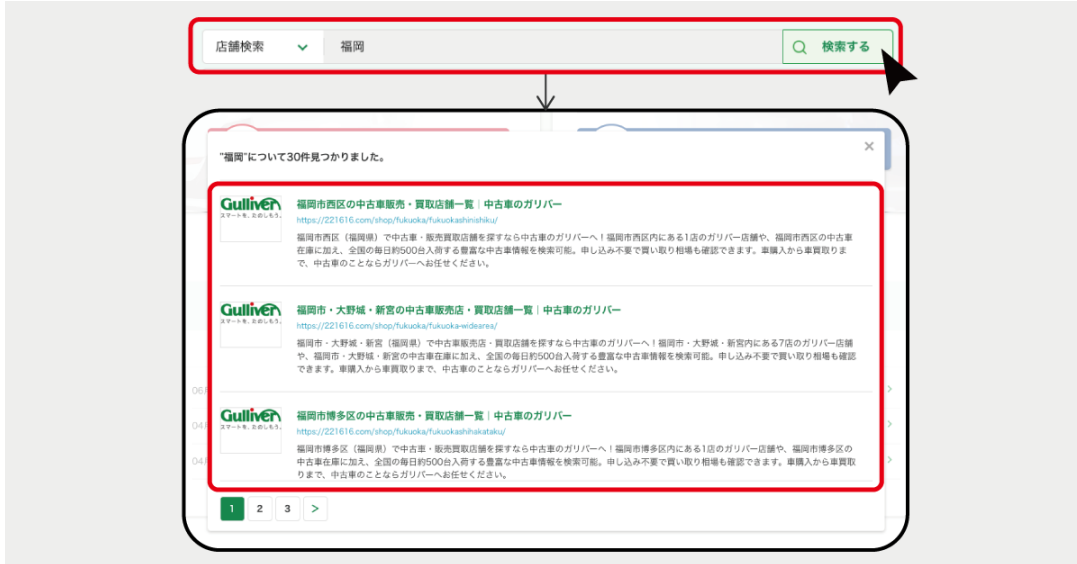 店舗検索 福岡 検索する
"福岡"について30件見つかりました。
Gulliver
スマートを、たのしもう。
福岡市西区の中古車販売・買取店舗一覧｜中古車のガリバー
https://221616.com/shop/fukuoka/fukuokashinishiku/
福岡市西区（福岡県）で中古車・販売買取店舗を探すなら中古車のガリバーへ！福岡市西区内にある1店のガリバー店舗や、福岡市西区の中古車
在庫に加え、全国の毎日約500台入荷する豊富な中古車情報を検索可能。申し込み不要で買い取り相場も確認できます。車購入から車買取りま
で、中古車のことならガリバーへお任せください。
Gulliver
スマートを、たのしもう。
福岡市・大野城・新宮の中古車販売店・買取店舗一覧｜中古車のガリバー
https://221616.com/shop/fukuoka/fukuoka-widearea/
福岡市・大野城・新宮（福岡県）で中古車販売店・買取店舗を探すなら中古車のガリバーへ！福岡市・大野城・新宮内にある7店のガリバー店舗
や、福岡市・大野城・新宮の中古車在庫に加え、全国の毎日約500台入荷する豊富な中古車情報を検索可能。申し込み不要で買い取り相場も確認
できます。車購入から車買取りまで、中古車のことならガリバーへお任せください。
Gulliver
スマートを、たのしもう。
福岡市博多区の中古車販売・買取店舗一覧｜中古車のガリバー
https://221616.com/shop/fukuoka/fukuokashihakataku/
福岡市博多区（福岡県）で中古車・販売買取店舗を探すなら中古車のガリバーへ！福岡市博多区内にある1店のガリバー店舗や、福岡市博多区の
中古車在庫に加え、全国の毎日約500台入荷する豊富な中古車情報を検索可能。申し込み不要で買い取り相場も確認できます。車購入から車買取
りまで、中古車のことならガリバーへお任せください。
1 2 3 >